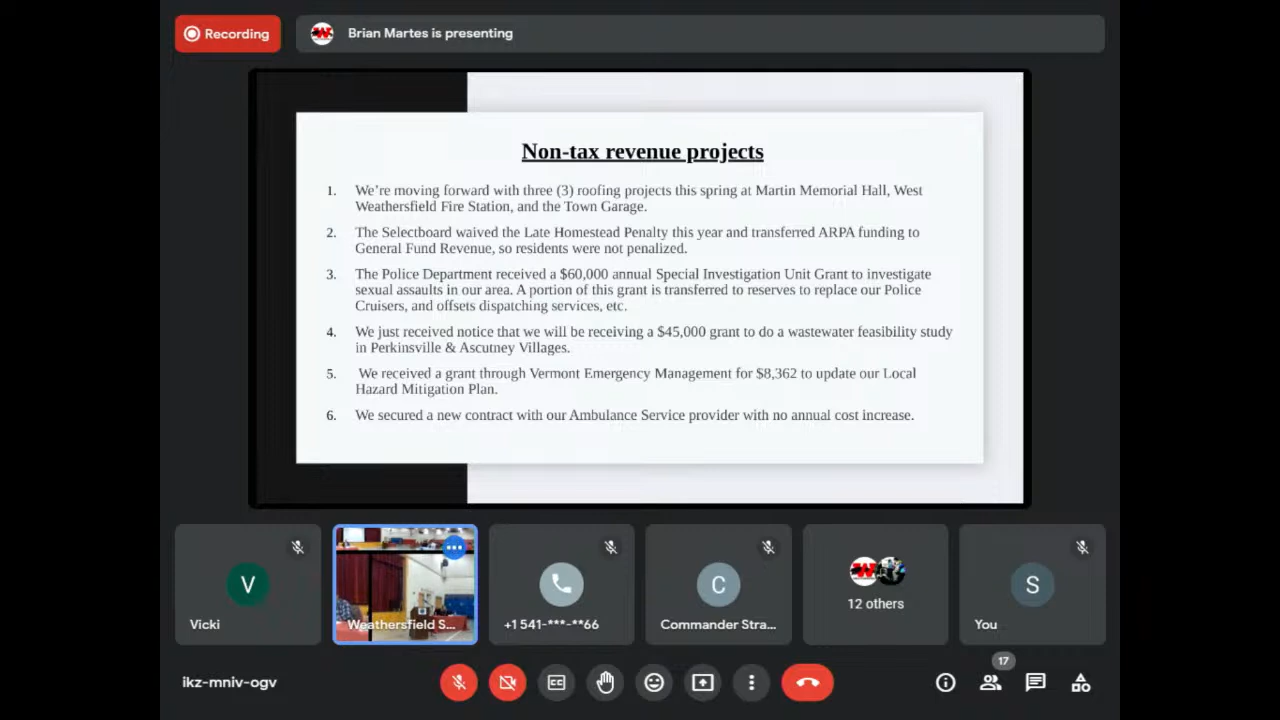 Recording
Brian Martes is presenting
Non-tax revenue projects
1. We're moving forward with three (3) roofing projects this spring at Martin Memorial Hall, West
Weathersfield Fire Station, and the Town Garage.
2. The Selectboard waived the Late Homestead Penalty this year and transferred ARPA funding to
General Fund Revenue, so residents were not penalized.
3. The Police Department received a $60,000 annual Special Investigation Unit Grant to investigate
sexual assaults in our area. A portion of this grant is transferred to reserves to replace our Police
Cruisers, and offsets dispatching services, etc.
4. We just received notice that we will be receiving a $45,000 grant to do a wastewater feasibility study
in Perkinsville & Ascutney Villages.
5. We received a grant through Vermont Emergency Management for $8,362 to update our Local
Hazard Mitigation Plan.
6. We secured a new contract with our Ambulance Service provider with no annual cost increase.
V
Vicki
Weathersfield S...
+1 541-***-**66
C
Commander Stra...
W
12 others
S
You
ikz-mniv-ogv
CC
17